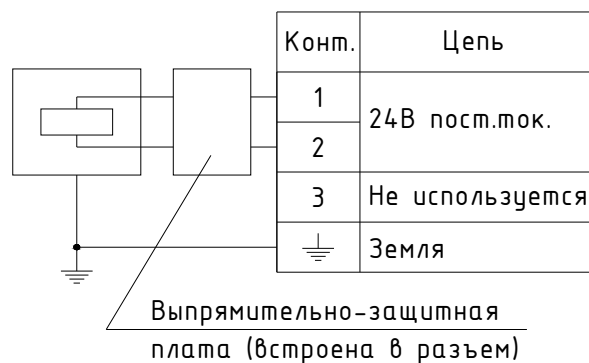 Конт. Цепь
1
24В пост.ток.
2
3 Не используется
Земля
Выпрямительно-защитная
плата (встроена в разъем)